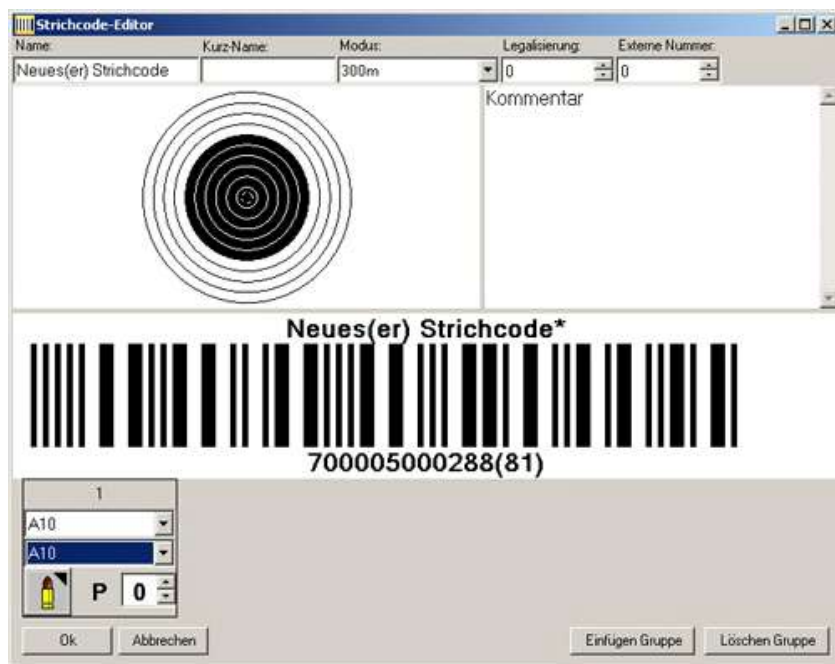 Strichcode-Editor
Name: Kurz-Name: Modus: Legalisierung: Externe Nummer:
Neues(er) Strichcode 300m 0 0
Kommentar
Neues(er) Strichcode*
700005000288(81)
1
A10
A10
P 0
Ok Abbrechen Einfügen Gruppe Löschen Gruppe